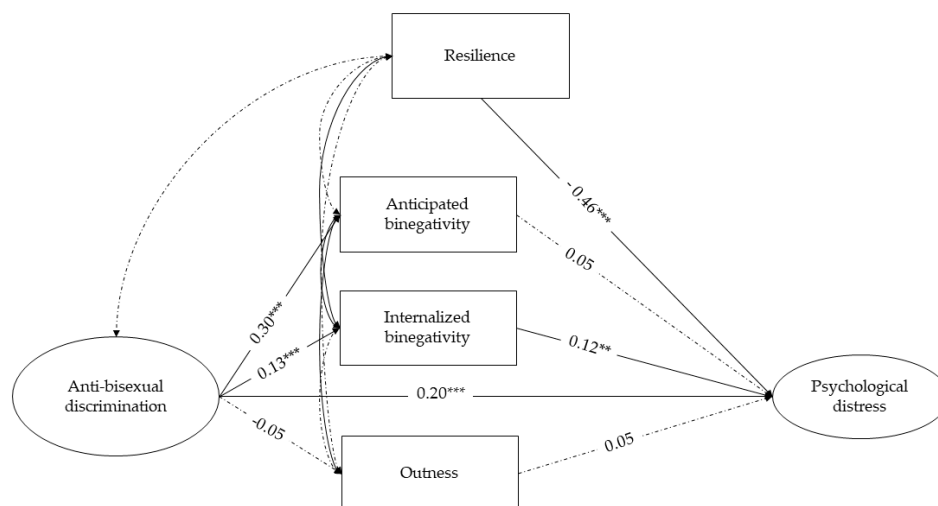 Resilience
-0.46***
Anticipated
binegativity
0.05
0.30***
Internalized
binegativity
0.12**
0.13***
Anti-bisexual
discrimination
0.20***
Psychological
distress
-0.05
0.05
Outness